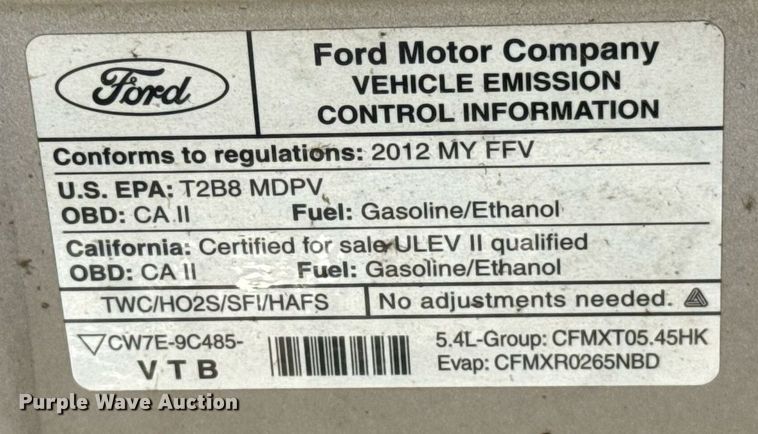 Ford
Ford Motor Company
VEHICLE EMISSION
CONTROL INFORMATION
Conforms to regulations: 2012 MY FFV
U.S. EPA: T2B8 MDPV
OBD: CA II Fuel: Gasoline/Ethanol
California: Certified for sale ULEV II qualified
OBD: CA II Fuel: Gasoline/Ethanol
TWC/HO2S/SFI/HAFS No adjustments needed.
CW7E-9C485- 5.4L-Group: CFMXT05.45HK
V T B Evap: CFMXR0265NBD
Purple Wave Auction